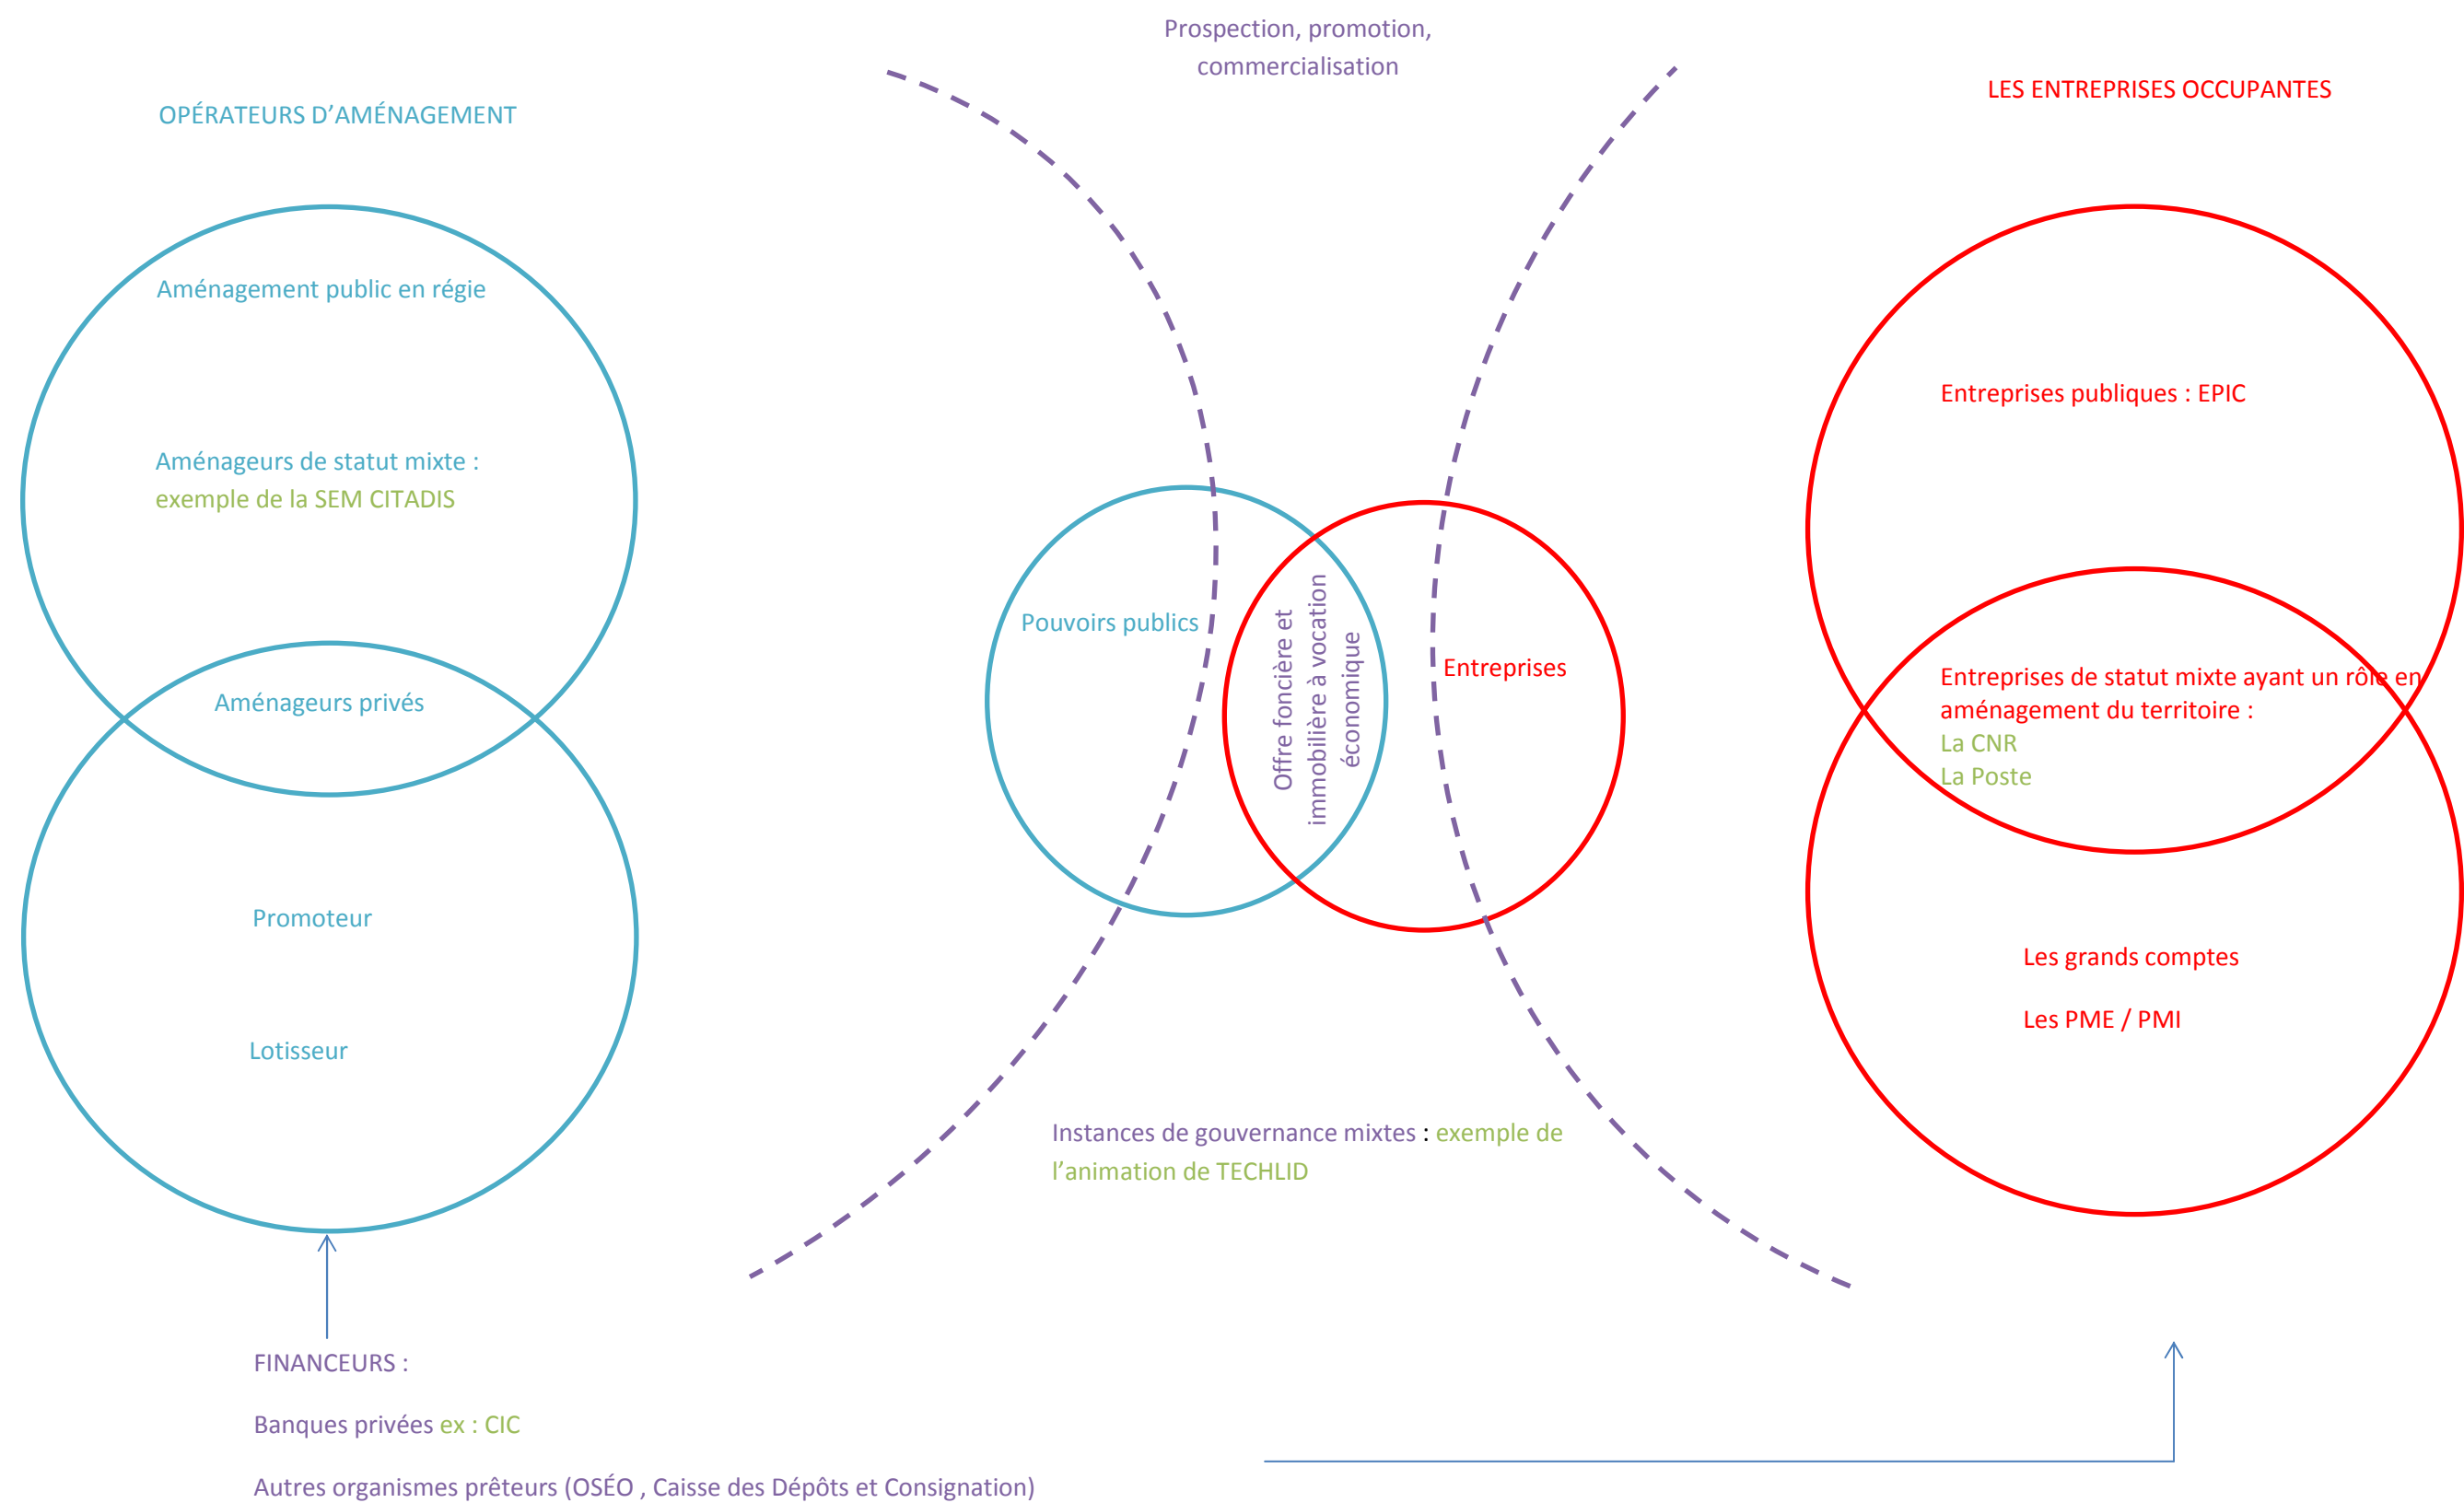 Prospection, promotion,
commercialisation
OPÉRATEURS D’AMÉNAGEMENT
LES ENTREPRISES OCCUPANTES
Aménagement public en régie
Aménageurs de statut mixte :
exemple de la SEM CITADIS
Aménageurs privés
Promoteur
Lotisseur
Pouvoirs publics
Offre foncière et
immobilière à vocation
économique
Entreprises
Entreprises publiques : EPIC
Entreprises de statut mixte ayant un rôle en
aménagement du territoire :
La CNR
La Poste
Les grands comptes
Les PME / PMI
Instances de gouvernance mixtes : exemple de
l’animation de TECHLID
FINANCEURS :
Banques privées ex : CIC
Autres organismes prêteurs (OSÉO , Caisse des Dépôts et Consignation)